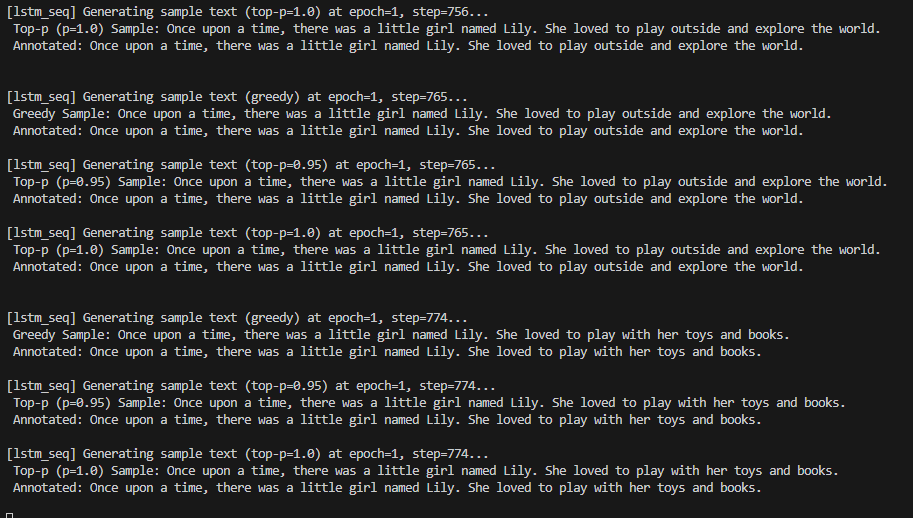 [lstm_seq] Generating sample text (top-p=1.0) at epoch=1, step=756...
Top-p (p=1.0) Sample: Once upon a time, there was a little girl named Lily. She loved to play outside and explore the world.
Annotated: Once upon a time, there was a little girl named Lily. She loved to play outside and explore the world.
[lstm_seq] Generating sample text (greedy) at epoch=1, step=765...
Greedy Sample: Once upon a time, there was a little girl named Lily. She loved to play outside and explore the world.
Annotated: Once upon a time, there was a little girl named Lily. She loved to play outside and explore the world.
[lstm_seq] Generating sample text (top-p=0.95) at epoch=1, step=765...
Top-p (p=0.95) Sample: Once upon a time, there was a little girl named Lily. She loved to play outside and explore the world.
Annotated: Once upon a time, there was a little girl named Lily. She loved to play outside and explore the world.
[lstm_seq] Generating sample text (top-p=1.0) at epoch=1, step=765...
Top-p (p=1.0) Sample: Once upon a time, there was a little girl named Lily. She loved to play outside and explore the world.
Annotated: Once upon a time, there was a little girl named Lily. She loved to play outside and explore the world.
[lstm_seq] Generating sample text (greedy) at epoch=1, step=774...
Greedy Sample: Once upon a time, there was a little girl named Lily. She loved to play with her toys and books.
Annotated: Once upon a time, there was a little girl named Lily. She loved to play with her toys and books.
[lstm_seq] Generating sample text (top-p=0.95) at epoch=1, step=774...
Top-p (p=0.95) Sample: Once upon a time, there was a little girl named Lily. She loved to play with her toys and books.
Annotated: Once upon a time, there was a little girl named Lily. She loved to play with her toys and books.
[lstm_seq] Generating sample text (top-p=1.0) at epoch=1, step=774...
Top-p (p=1.0) Sample: Once upon a time, there was a little girl named Lily. She loved to play with her toys and books.
Annotated: Once upon a time, there was a little girl named Lily. She loved to play with her toys and books.